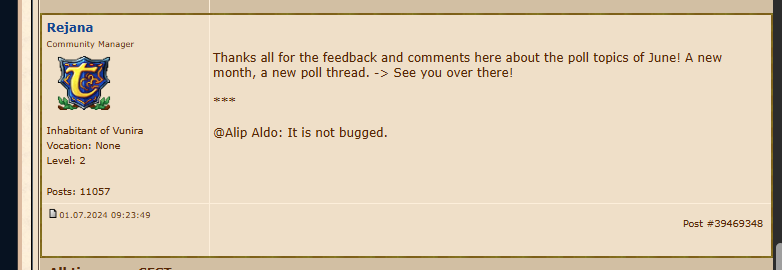 Rejana
Community Manager
Inhabitant of Vunira
Vocation: None
Level: 2
Posts: 11057
Thanks all for the feedback and comments here about the poll topics of June! A new
month, a new poll thread. -> See you over there!
***
@Alip Aldo: It is not bugged.
01.07.2024 09:23:49
Post #39469348